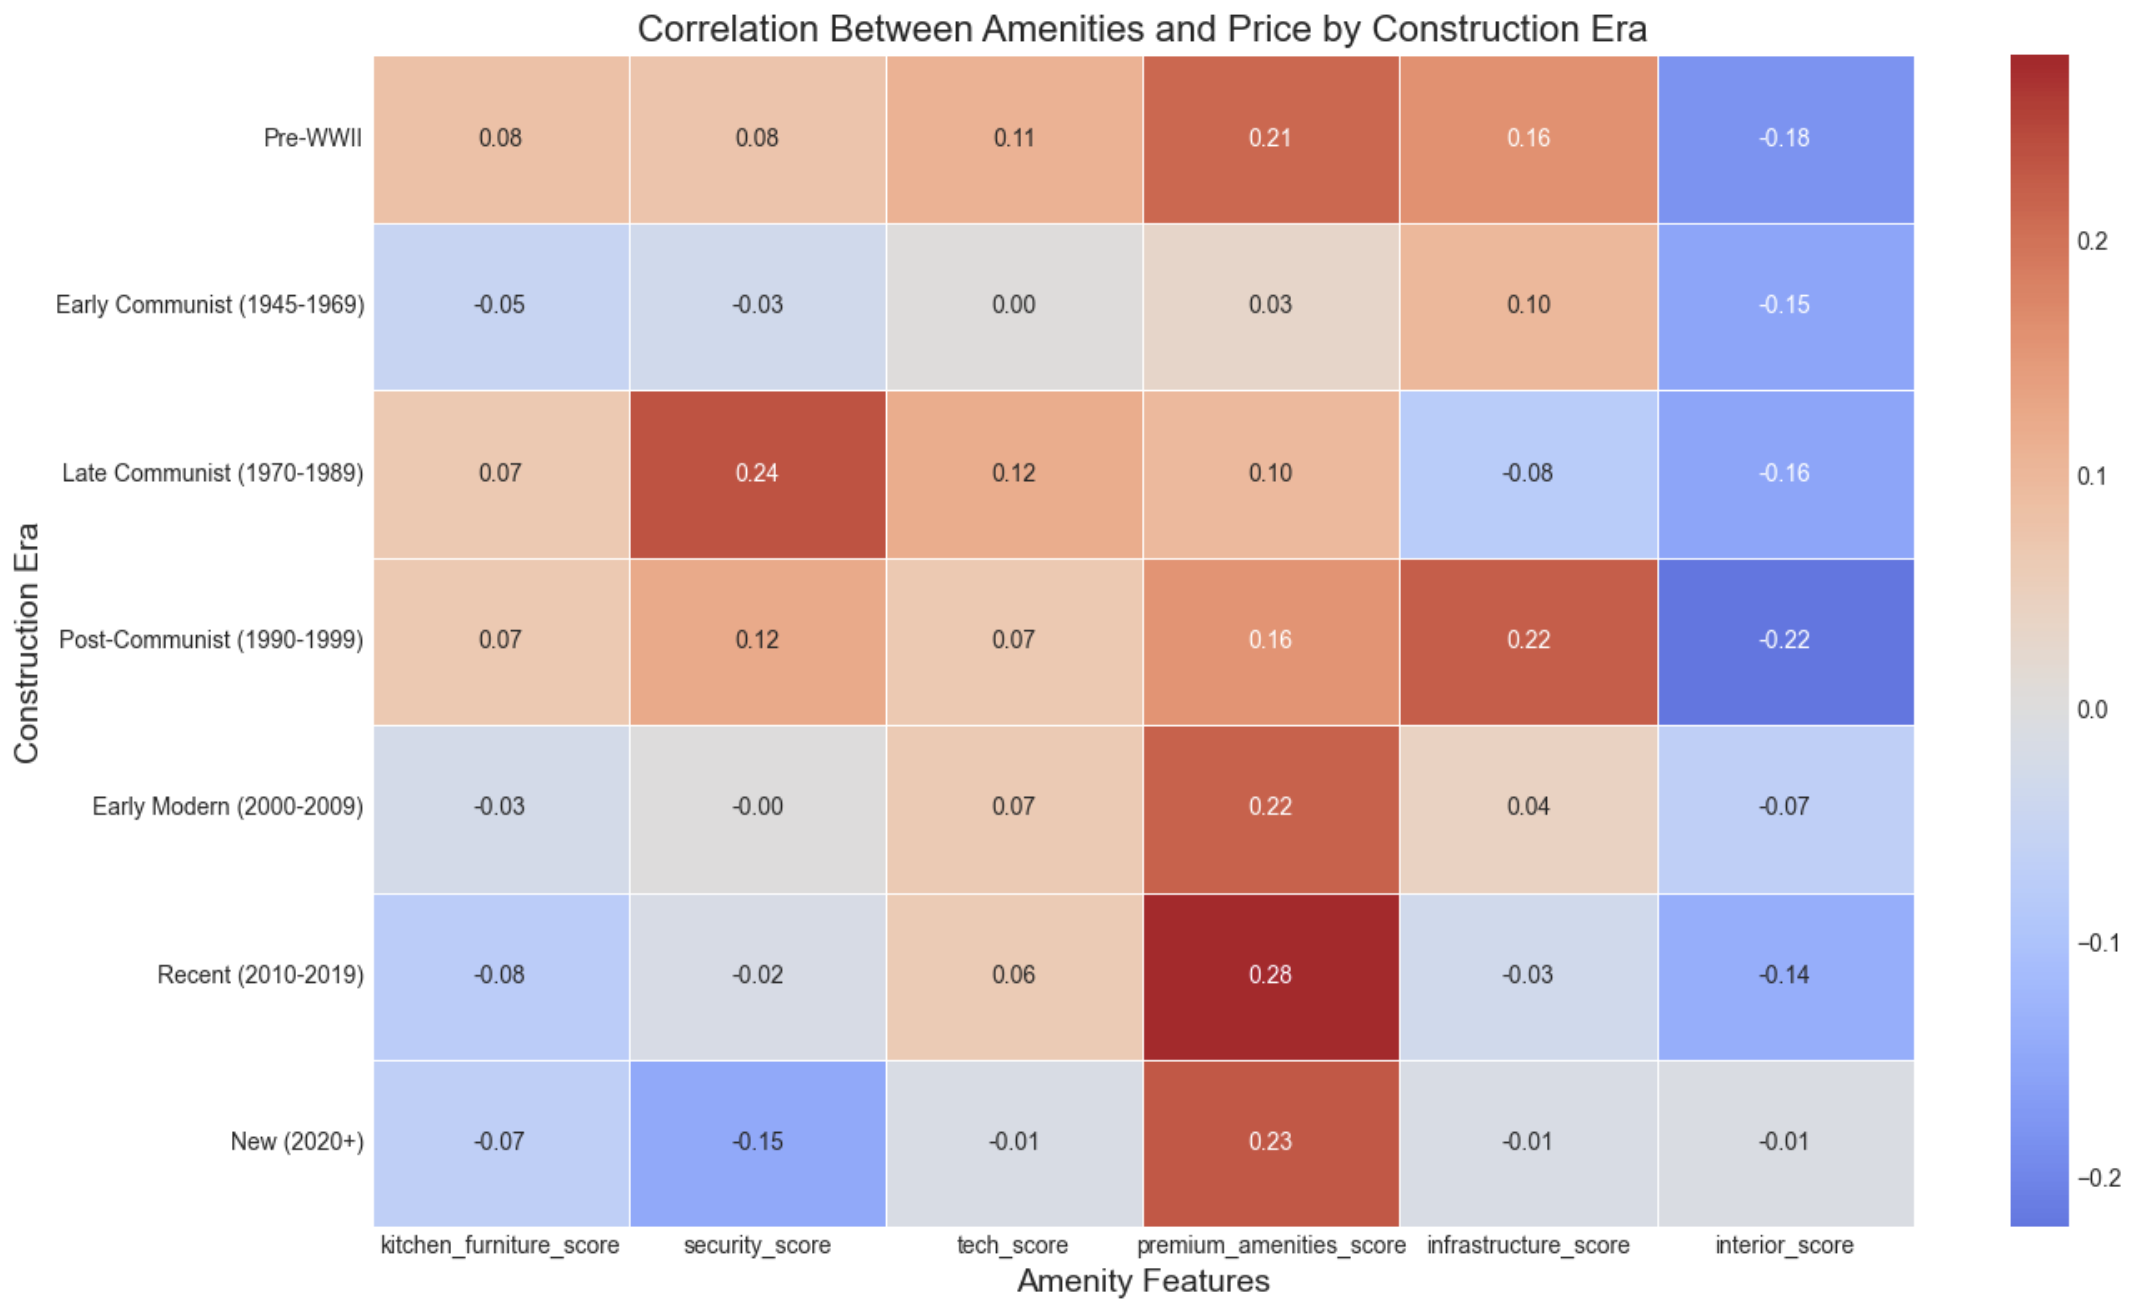 Correlation Between Amenities and Price by Construction Era
Construction Era
Pre-WWII 0.08 0.08 0.11 0.21 0.16 -0.18
Early Communist (1945-1969) -0.05 -0.03 0.00 0.03 0.10 -0.15
Late Communist (1970-1989) 0.07 0.24 0.12 0.10 -0.08 -0.16
Post-Communist (1990-1999) 0.07 0.12 0.07 0.16 0.22 -0.22
Early Modern (2000-2009) -0.03 -0.00 0.07 0.22 0.04 -0.07
Recent (2010-2019) -0.08 -0.02 0.06 0.28 -0.03 -0.14
New (2020+) -0.07 -0.15 -0.01 0.23 -0.01 -0.01
kitchen_furniture_score security_score tech_score premium_amenities_score infrastructure_score interior_score
Amenity Features
0.2
0.1
0.0
−0.1
−0.2